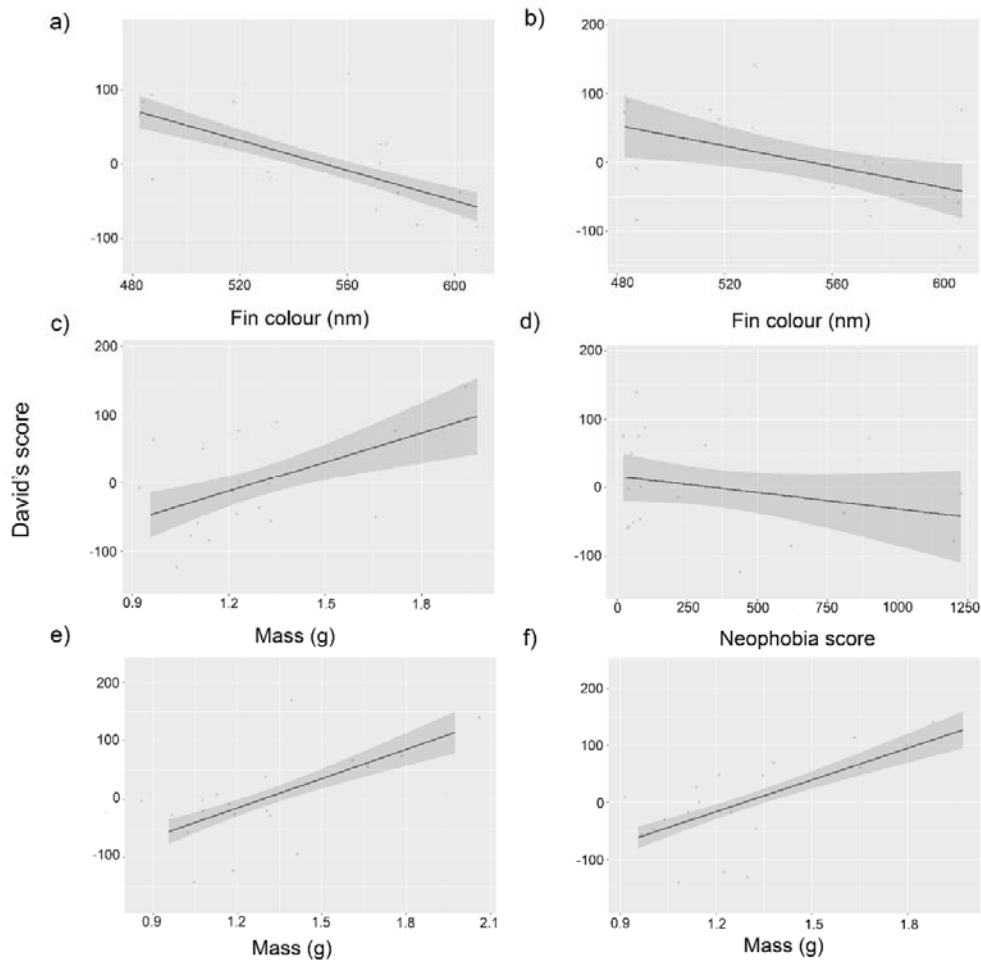 a)
b)
100
0
-100
480 520 560 600
Fin colour (nm)
200
100
0
-100
480 520 560 600
Fin colour (nm)
c)
d)
David's score
200
100
0
-100
0.9 1.2 1.5 1.8
Mass (g)
200
100
0
-100
0 250 500 750 1000 1250
Neophobia score
e)
f)
200
100
0
-100
0.9 1.2 1.5 1.8 2.1
Mass (g)
200
100
0
-100
0.9 1.2 1.5 1.8
Mass (g)